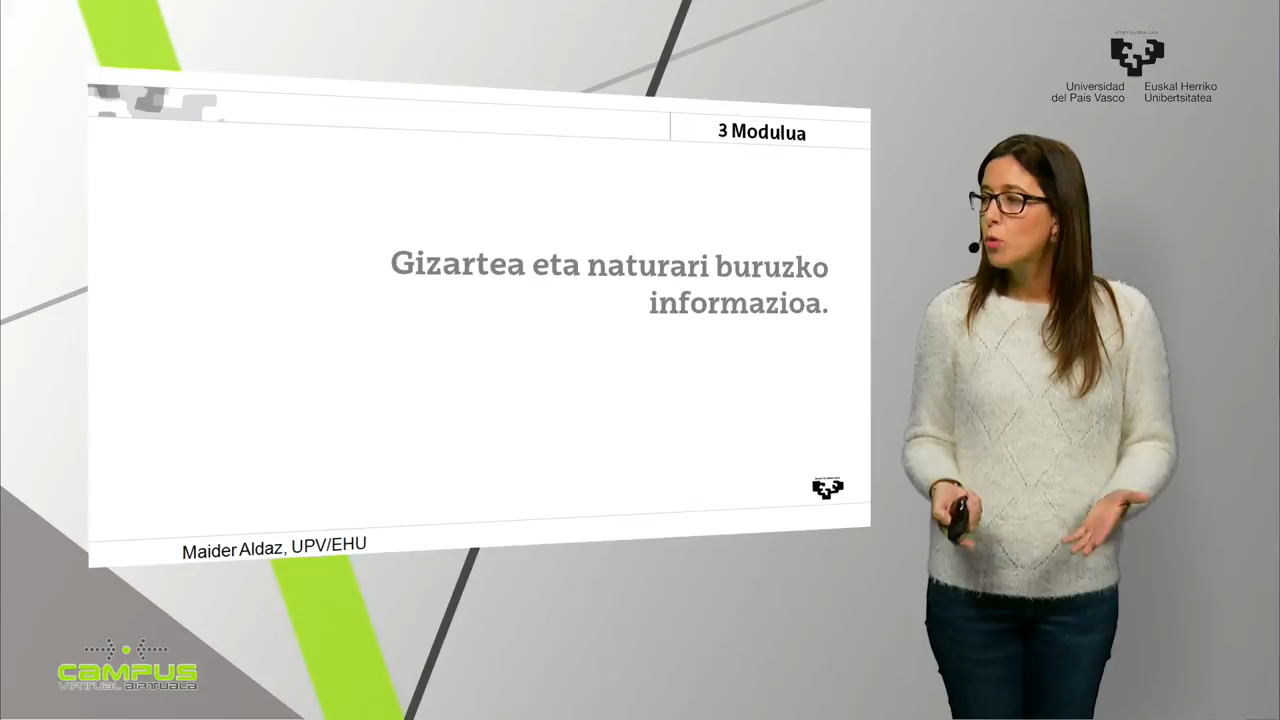 Universidad
del País Vasco
Euskal Herriko
Unibertsitatea
3 Modulua
Gizartea eta naturari buruzko
informazioa.
Maider Aldaz, UPV/EHU
CAMPUS
VIRTUAL BIRTUALA